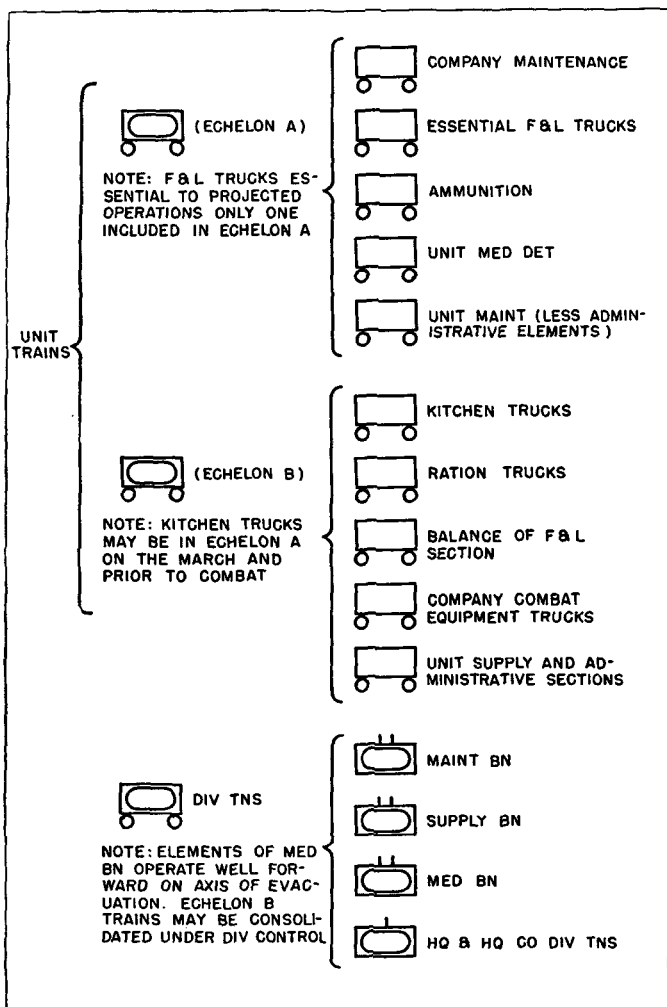 UNIT
TRAINS
(ECHELON A)
NOTE: F&L TRUCKS ES-
SENTIAL TO PROJECTED
OPERATIONS ONLY ONE
INCLUDED IN ECHELON A
COMPANY MAINTENANCE
ESSENTIAL F&L TRUCKS
AMMUNITION
UNIT MED DET
UNIT MAINT (LESS ADMIN-
ISTRATIVE ELEMENTS)
(ECHELON B)
NOTE: KITCHEN TRUCKS
MAY BE IN ECHELON A
ON THE MARCH AND
PRIOR TO COMBAT
KITCHEN TRUCKS
RATION TRUCKS
BALANCE OF F&L
SECTION
COMPANY COMBAT
EQUIPMENT TRUCKS
UNIT SUPPLY AND AD-
MINISTRATIVE SECTIONS
DIV TNS
NOTE: ELEMENTS OF MED
BN OPERATE WELL FOR-
WARD ON AXIS OF EVAC-
UATION. ECHELON B
TRAINS MAY BE CONSOLI-
DATED UNDER DIV CONTROL
MAINT BN
SUPPLY BN
MED BN
HQ & HQ CO DIV TNS